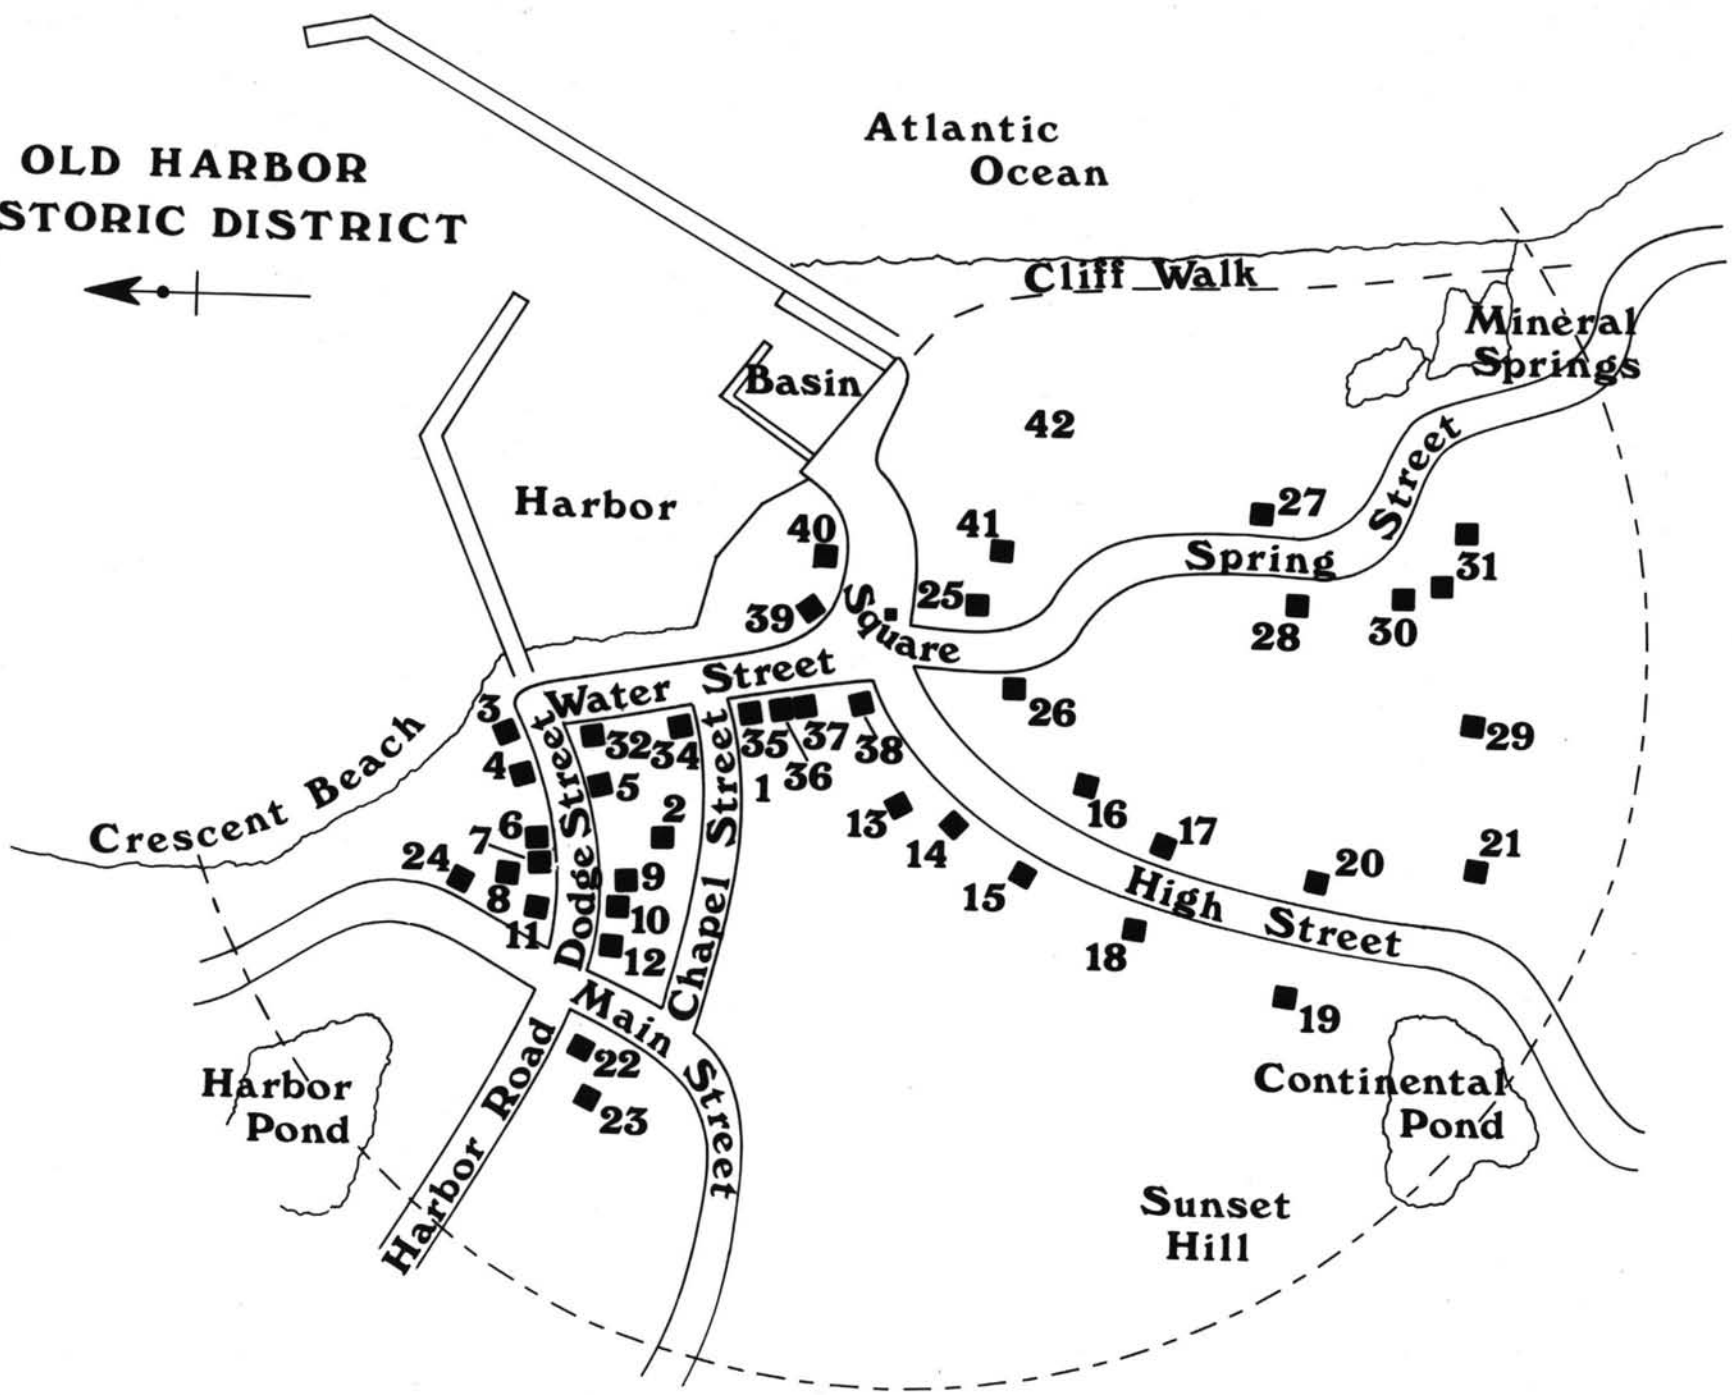 Atlantic
Ocean
OLD HARBOR
STORIC DISTRICT
Cliff Walk
Mineral
Springs
Basin
42
Harbor
40
41
27
Street
Spring
31
39
Square
25
28
30
Water Street
3
26
29
32
34
35
37
38
4
5
1
36
Crescent Beach
2
16
13
17
14
6
7
24
8
9
10
11
12
Dodge Street
Chapel Street
15
20
21
High Street
18
19
Main Street
22
23
Harbor Road
Harbor
Pond
Continental
Pond
Sunset
Hill